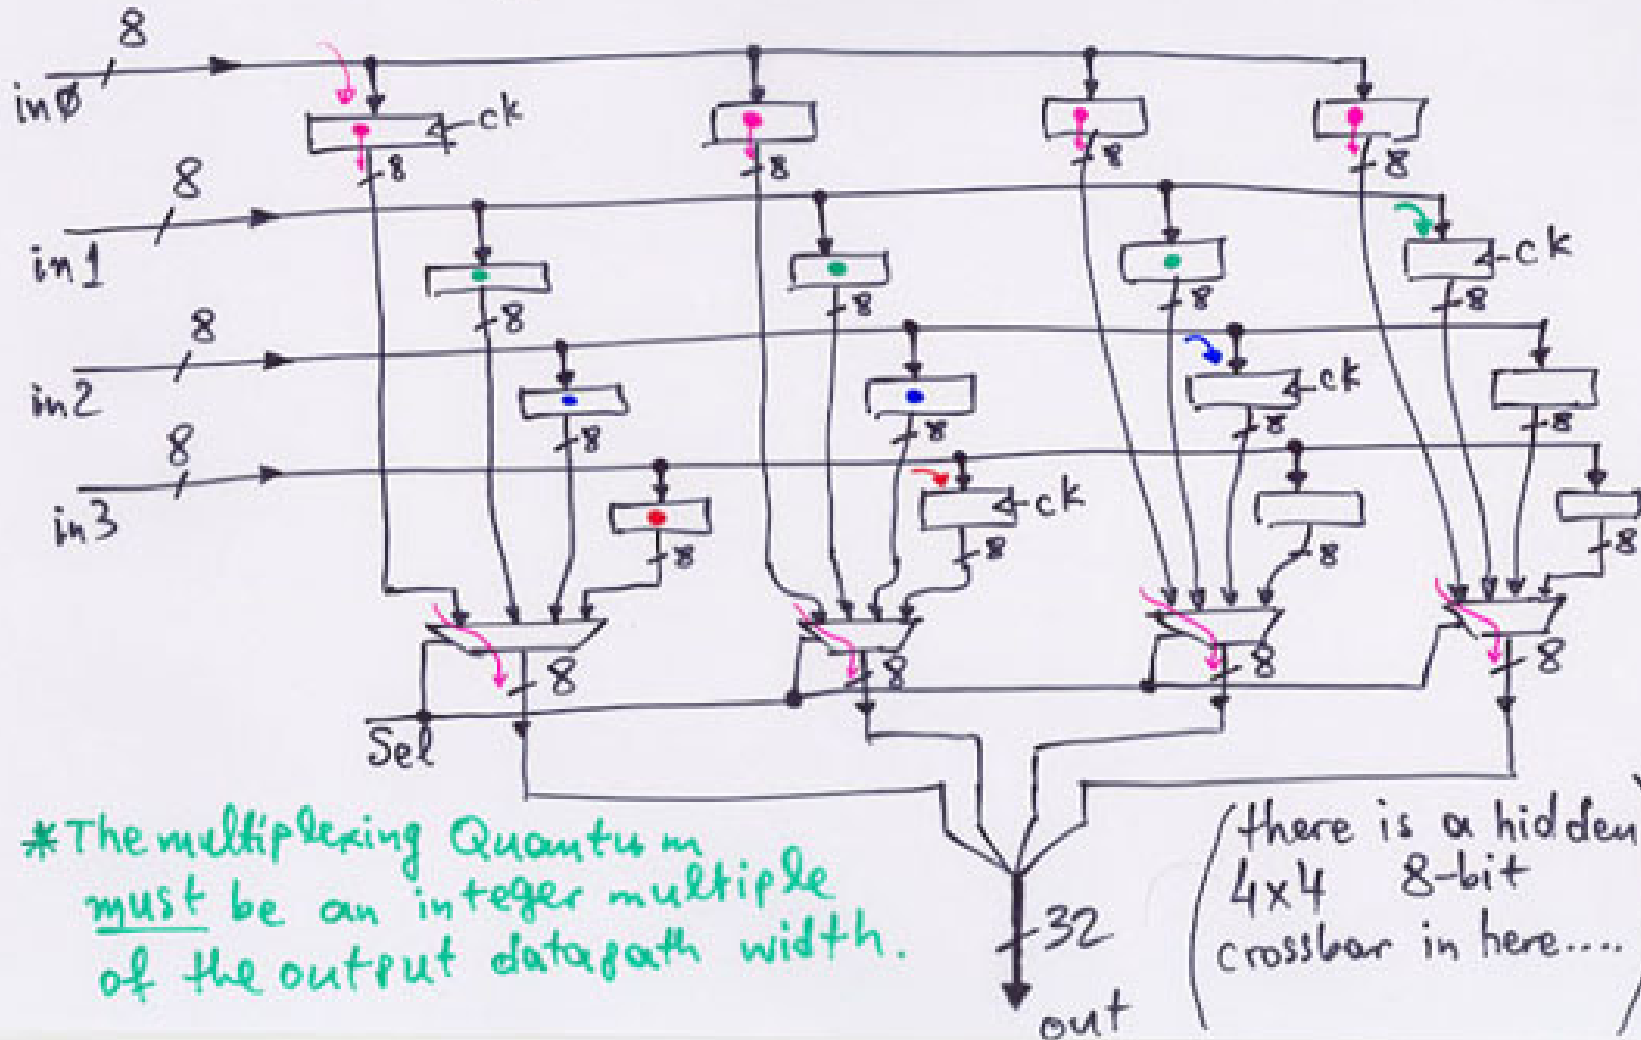 8
in0
ck
8
8
8
8
8
in1
ck
8
8
8
8
8
in2
ck
8
8
8
8
8
in3
ck
8
8
8
8
8
8
8
8
Sel
*The multiplexing Quantum
must be an integer multiple
of the output datapath width.
(there is a hidden
4x4 8-bit
crossbar in here....)
32
out